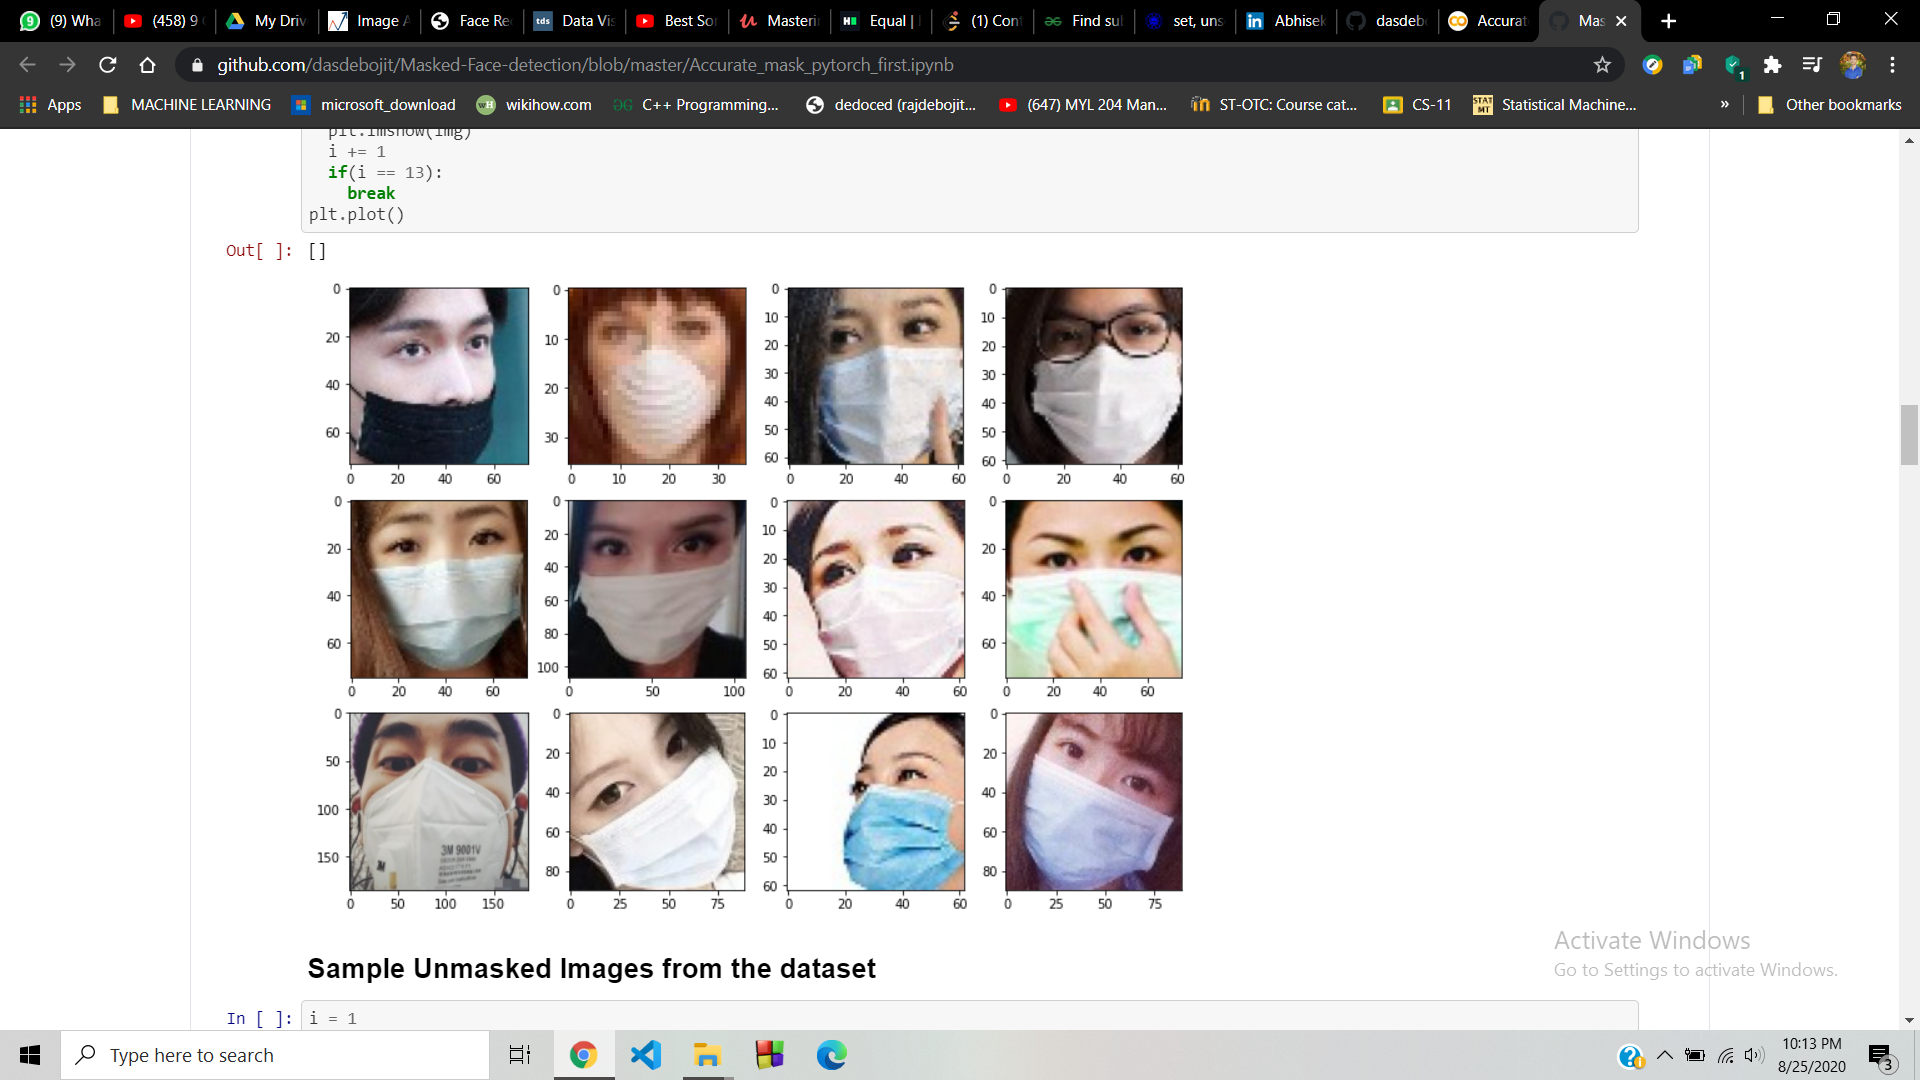 (9) Wha
(458) 9
My Driv
Image A
Face Re
tds Data Vis
Best So
Masteri
Equal |
(1) Con
Find su
set, uns
Abhisek
dasdeb
Accurat
Mas
github.com/dasdebojit/Masked-Face-detection/blob/master/Accurate_mask_pytorch_first.ipynb
1
Apps
MACHINE LEARNING
microsoft_download
wikihow.com
C++ Programming...
dedoced (rajdebojit...
(647) MYL 204 Man...
ST-OTC: Course cat...
CS-11
Statistical Machine...
»
Other bookmarks
plt.imshow(img)
i += 1
if(i == 13):
break
plt.plot()
Out[ ]: []
0 20 40 60
0 20 40 60
0 10 20 30
0 10 20 30
0 10 20 30 40 50 60
0 20 40 60
0 10 20 30 40 50 60
0 20 40 60
0 20 40 60
0 20 40 60
0 20 40 60 80 100
0 50 100
0 10 20 30 40 50 60
0 20 40 60
0 20 40 60
0 20 40 60
0 50 100 150
3M 9001V
3M
0 50 100 150
0 20 40 60 80
0 25 50 75
0 10 20 30 40 50 60
0 20 40 60
0 20 40 60 80
0 25 50 75
Sample Unmasked Images from the dataset
In [ ]: i = 1
Activate Windows
Go to Settings to activate Windows.
Type here to search
10:13 PM
8/25/2020
3